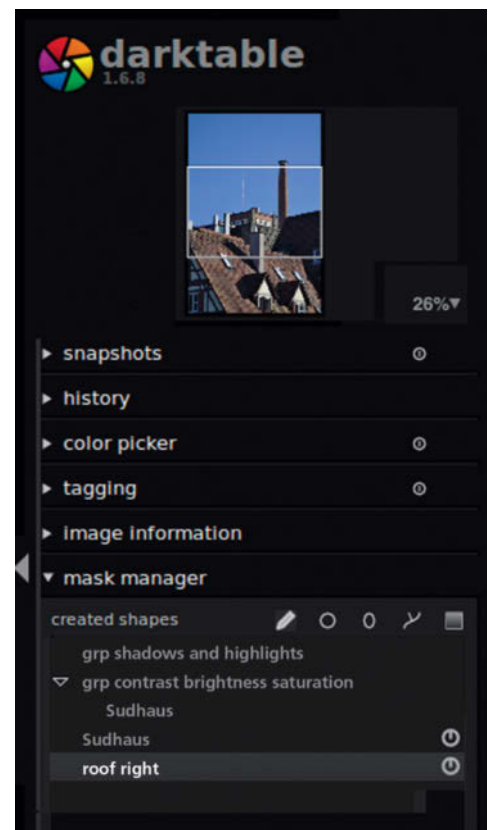 darktable
1.6.8
26%
snapshots
history
color picker
tagging
image information
mask manager
created shapes
grp shadows and highlights
grp contrast brightness saturation
Sudhaus
Sudhaus
roof right